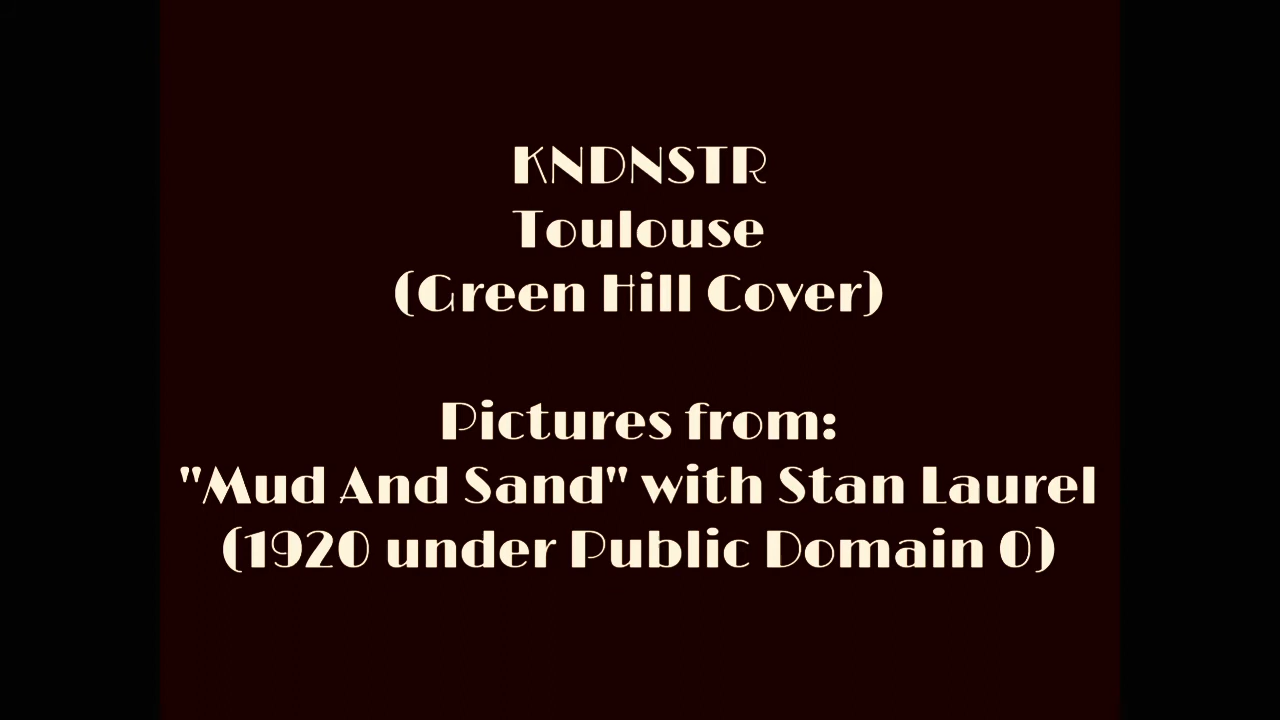 KNDNSTR
Toulouse
(Green Hill Cover)
Pictures from:
"Mud And Sand" with Stan Laurel
(1920 under Public Domain 0)